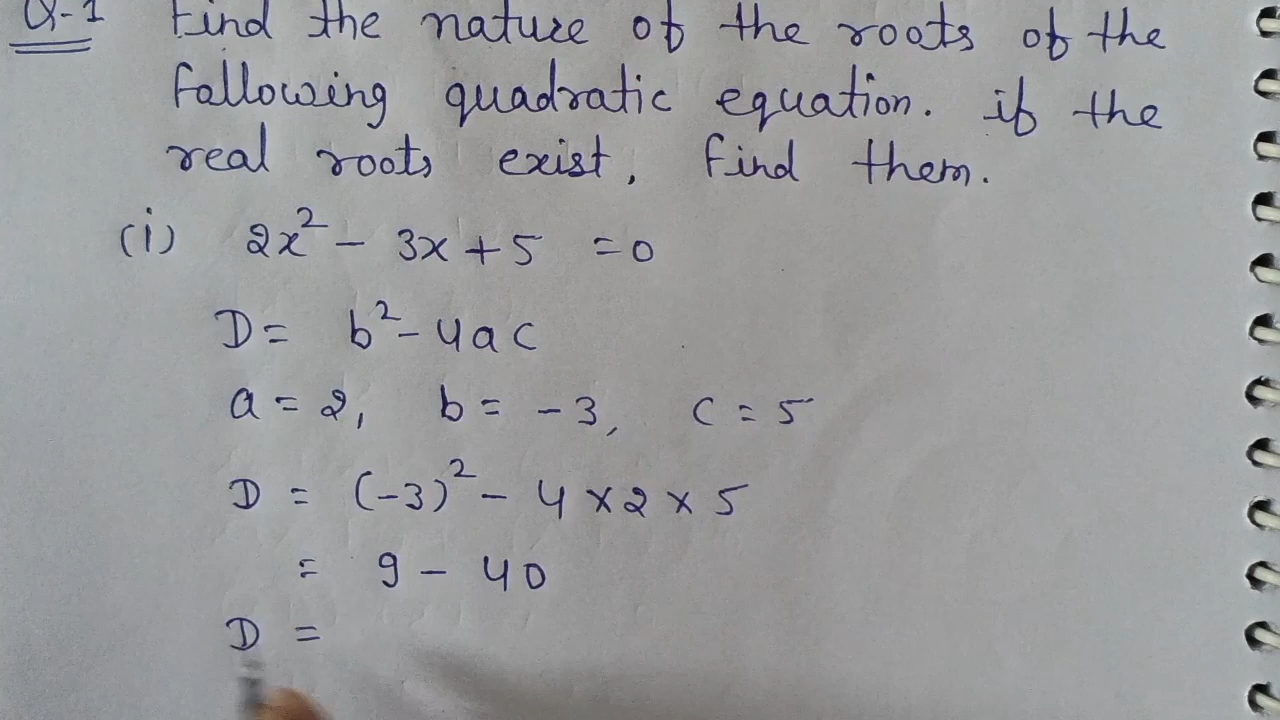 Q-1 Find the nature of the roots of the
following quadratic equation. if the
real roots exist, find them.
(i) 2x² - 3x + 5 = 0
D = b² - 4ac
a = 2, b = -3, c = 5
D = (-3)² - 4 × 2 × 5
= 9 - 40
D =